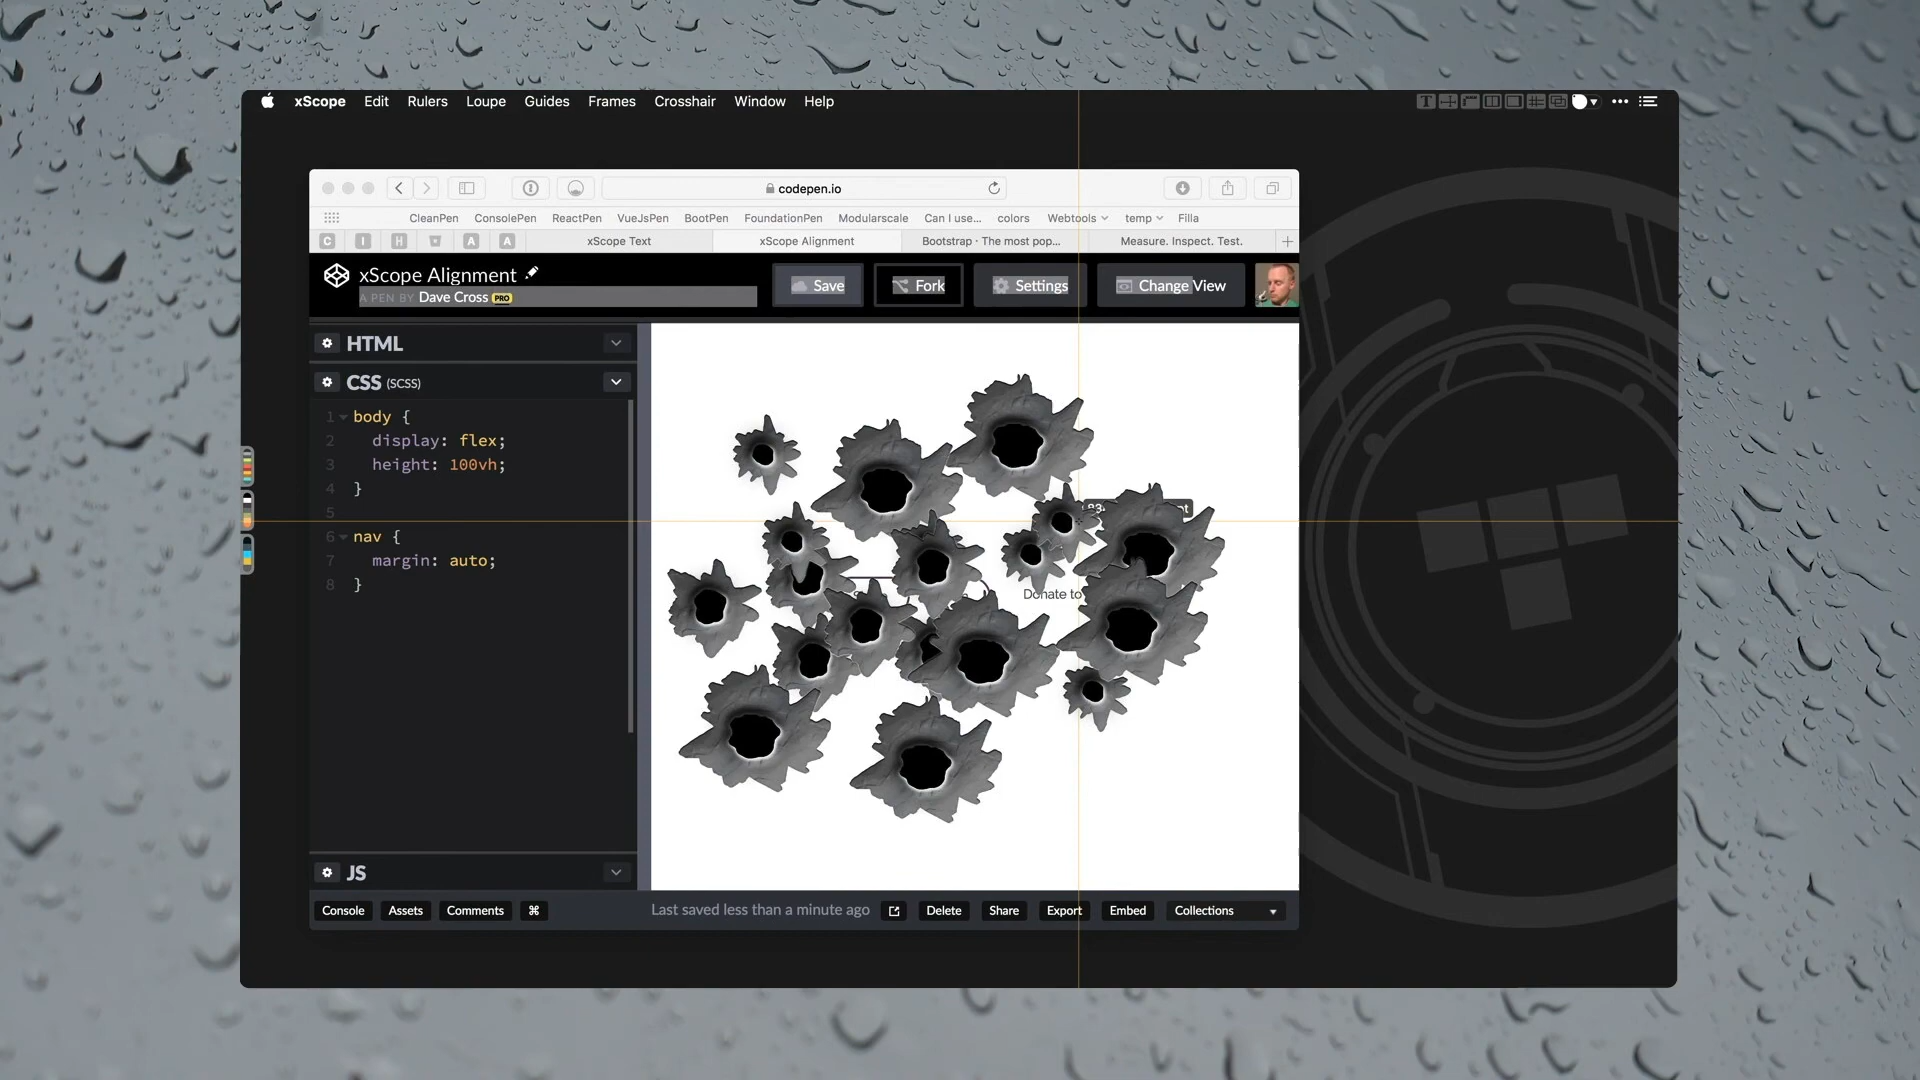 xScope Edit Rulers Loupe Guides Frames Crosshair Window Help
codepen.io
CleanPen ConsolePen ReactPen VueJsPen BootPen FoundationPen Modularscale Can I use... colors Webtools temp Filla
C I H A A xScope Text xScope Alignment Bootstrap · The most pop... Measure. Inspect. Test.
xScope Alignment
A PEN BY Dave Cross PRO
Save Fork Settings Change View
HTML
CSS (SCSS)
1 body {
2 display: flex;
3 height: 100vh;
4 }
5
6 nav {
7 margin: auto;
8 }
Donate to
JS
Console Assets Comments ⌘ Last saved less than a minute ago Delete Share Export Embed Collections